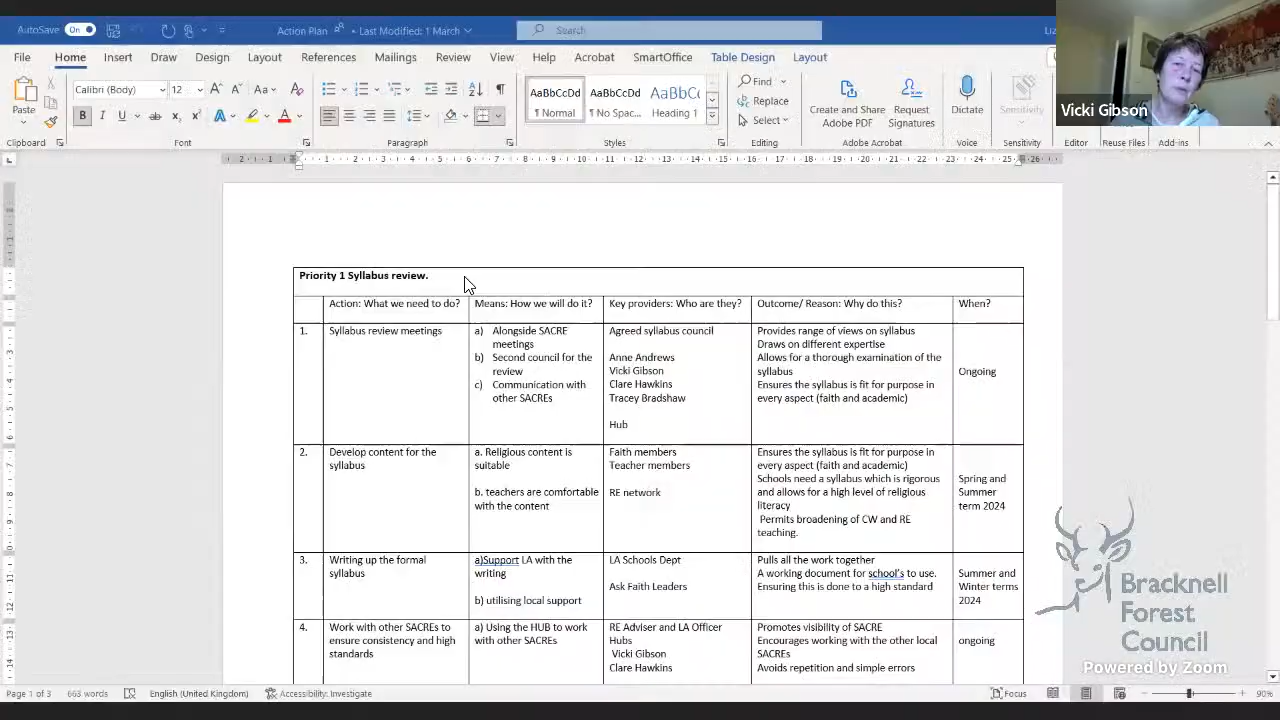 AutoSave On Action Plan • Last Modified: 1 March Search
File Home Insert Draw Design Layout References Mailings Review View Help Acrobat SmartOffice Table Design Layout
Vicki Gibson
Paste
Calibri (Body) 12
Clipboard Font Paragraph
AaBbCcDd AaBbCcDd AaBbC
¶ Normal ¶ No Spac... Heading 1
Styles
Find
Replace
Select
Editing
Create and Share Adobe PDF
Request Signatures
Adobe Acrobat
Dictate
Voice
Sensitivity
Sensitivity
Editor Reuse Files Add-ins
Priority 1 Syllabus review.
Action: What we need to do? Means: How we will do it? Key providers: Who are they? Outcome/ Reason: Why do this? When?
1. Syllabus review meetings
a) Alongside SACRE
meetings
b) Second council for the
review
c) Communication with
other SACREs
Agreed syllabus council
Anne Andrews
Vicki Gibson
Clare Hawkins
Tracey Bradshaw
Hub
Provides range of views on syllabus
Draws on different expertise
Allows for a thorough examination of the
syllabus
Ensures the syllabus is fit for purpose in
every aspect (faith and academic)
Ongoing
2. Develop content for the
syllabus
a. Religious content is
suitable
b. teachers are comfortable
with the content
Faith members
Teacher members
RE network
Ensures the syllabus is fit for purpose in
every aspect (faith and academic)
Schools need a syllabus which is rigorous
and allows for a high level of religious
literacy
Permits broadening of CW and RE
teaching.
Spring and
Summer
term 2024
3. Writing up the formal
syllabus
a)Support LA with the
writing
b) utilising local support
LA Schools Dept
Ask Faith Leaders
Pulls all the work together
A working document for school's to use.
Ensuring this is done to a high standard
Summer and
Winter terms
2024
4. Work with other SACREs to
ensure consistency and high
standards
a) Using the HUB to work
with other SACREs
RE Adviser and LA Officer
Hubs
Vicki Gibson
Clare Hawkins
Promotes visibility of SACRE
Encourages working with the other local
SACREs
Avoids repetition and simple errors
ongoing
Bracknell
Forest
Council
Powered by Zoom
Page 1 of 3 663 words English (United Kingdom) Accessibility: Investigate Focus 90%